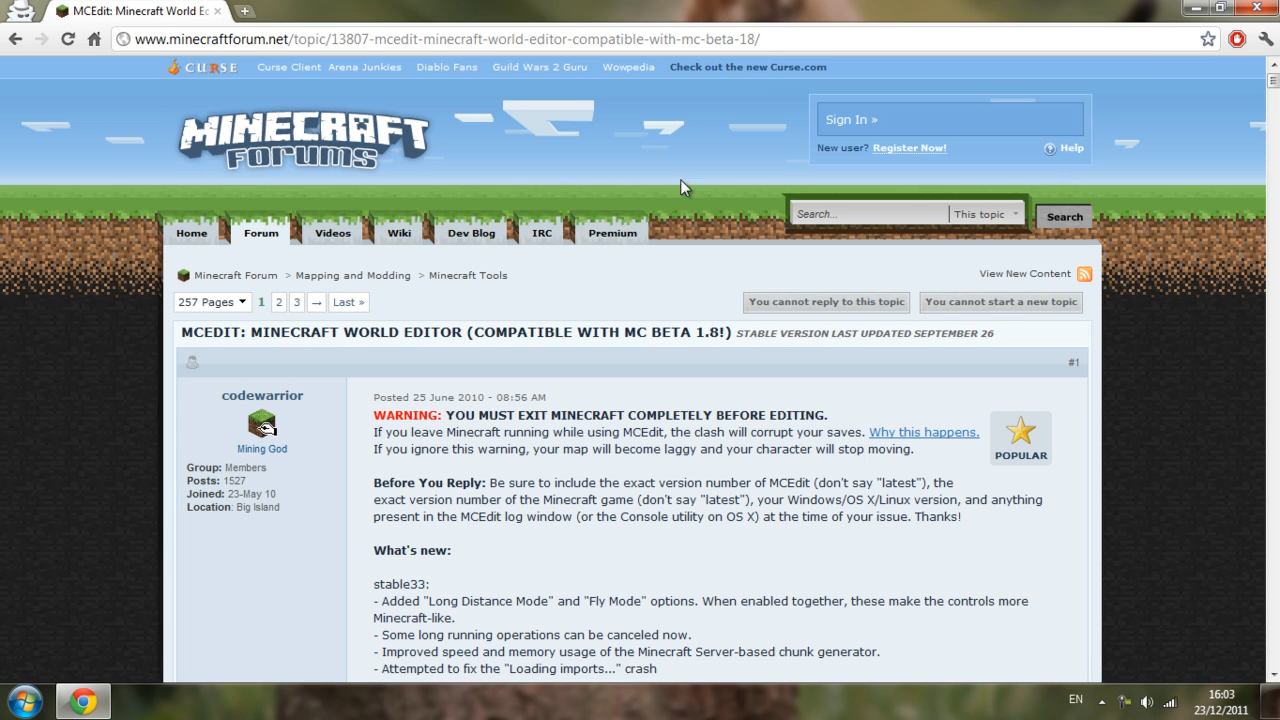 MCEdit: Minecraft World Ec
www.minecraftforum.net/topic/13807-mcedit-minecraft-world-editor-compatible-with-mc-beta-18/
CURSE Curse Client Arena Junkies Diablo Fans Guild Wars 2 Guru Wowpedia Check out the new Curse.com
MINECRAFT
FORUMS
Sign In »
New user? Register Now! Help
Search... This topic Search
Home Forum Videos Wiki Dev Blog IRC Premium
Minecraft Forum > Mapping and Modding > Minecraft Tools View New Content
257 Pages 1 2 3 → Last » You cannot reply to this topic You cannot start a new topic
MCEDIT: MINECRAFT WORLD EDITOR (COMPATIBLE WITH MC BETA 1.8!) STABLE VERSION LAST UPDATED SEPTEMBER 26
#1
codewarrior
Mining God
Group: Members
Posts: 1527
Joined: 23-May 10
Location: Big Island
Posted 25 June 2010 - 08:56 AM
WARNING: YOU MUST EXIT MINECRAFT COMPLETELY BEFORE EDITING.
If you leave Minecraft running while using MCEdit, the clash will corrupt your saves. Why this happens.
If you ignore this warning, your map will become laggy and your character will stop moving.
POPULAR
Before You Reply: Be sure to include the exact version number of MCEdit (don't say "latest"), the
exact version number of the Minecraft game (don't say "latest"), your Windows/OS X/Linux version, and anything
present in the MCEdit log window (or the Console utility on OS X) at the time of your issue. Thanks!
What's new:
stable33:
- Added "Long Distance Mode" and "Fly Mode" options. When enabled together, these make the controls more
Minecraft-like.
- Some long running operations can be canceled now.
- Improved speed and memory usage of the Minecraft Server-based chunk generator.
- Attempted to fix the "Loading imports..." crash
EN
16:03
23/12/2011